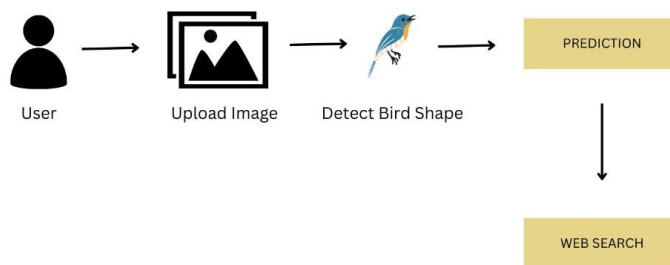 User
Upload Image
Detect Bird Shape
PREDICTION
WEB SEARCH